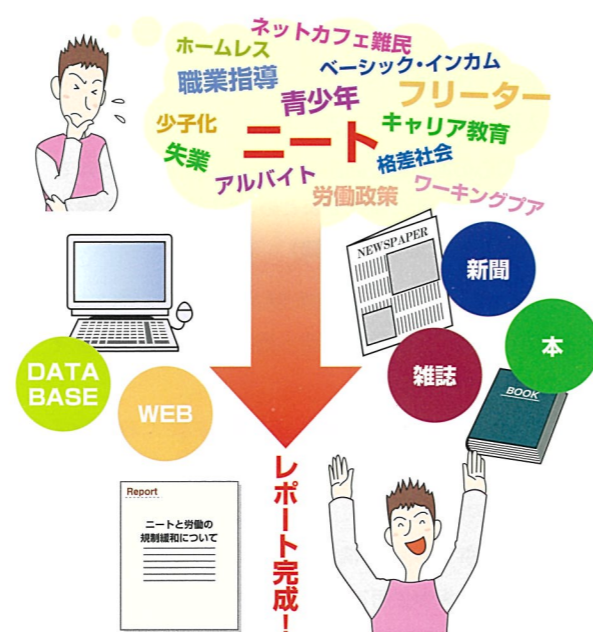 ネットカフェ難民
ホームレス
ベーシック・インカム
職業指導
青少年
フリーター
少子化
ニート
キャリア教育
失業
格差社会
アルバイト
労働政策
ワーキングプア
NEWSPAPER
新聞
本
雑誌
BOOK
DATA
BASE
WEB
Report
ニートと労働の
規制緩和について
レポート完成!